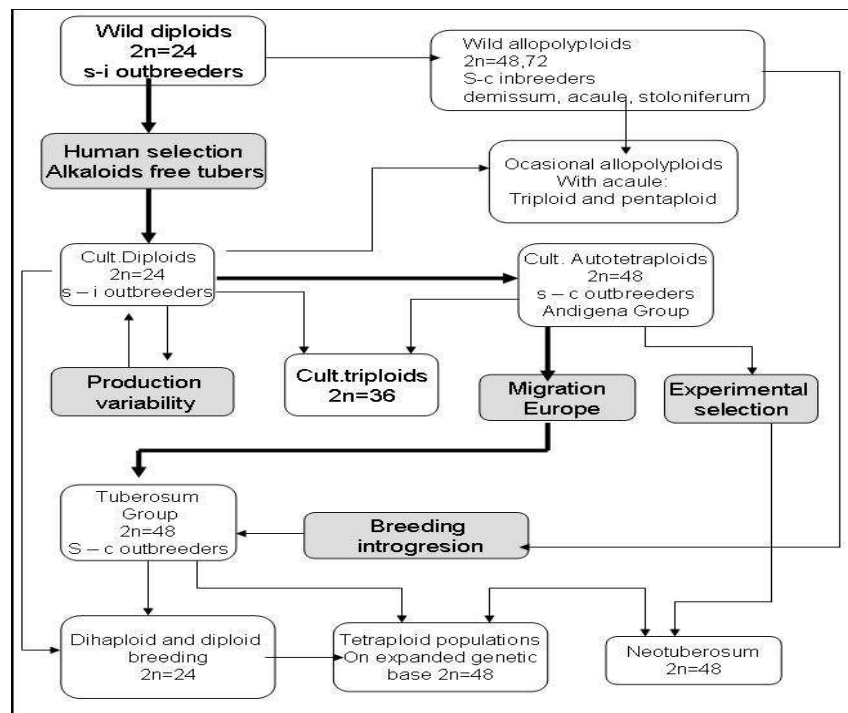 Wild diploids
2n=24
s-i outbreeders
Wild allopolyploids
2n=48,72
S-c inbreeders
demissum, acaule, stoloniferum
Human selection
Alkaloids free tubers
Ocasional allopolyploids
With acaule:
Triploid and pentaploid
Cult.Diploids
2n=24
s – i outbreeders
Cult. Autotetraploids
2n=48
s – c outbreeders
Andigena Group
Production
variability
Cult.triploids
2n=36
Migration
Europe
Experimental
selection
Tuberosum
Group
2n=48
S – c outbreeders
Breeding
introgresion
Dihaploid and diploid
breeding
2n=24
Tetraploid populations
On expanded genetic
base 2n=48
Neotuberosum
2n=48